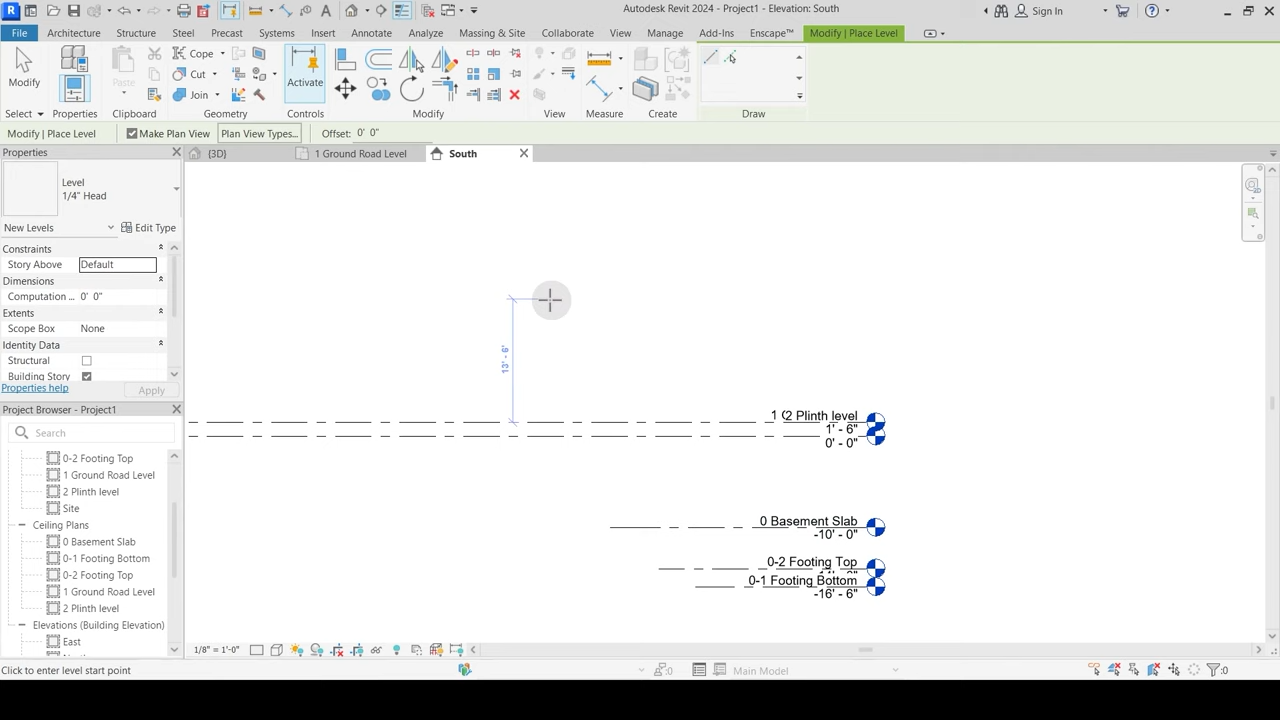 Autodesk Revit 2024 - Project1 - Elevation: South
Sign In
File Architecture Structure Steel Precast Systems Insert Annotate Analyze Massing & Site Collaborate View Manage Add-Ins Enscape™ Modify | Place Level
Modify Paste Cope Cut Join Activate
Select Properties Clipboard Geometry Controls Modify View Measure Create Draw
Modify | Place Level Make Plan View Plan View Types... Offset: 0' 0"
Properties
{3D} 1 Ground Road Level South
Level
1/4" Head
New Levels Edit Type
Constraints
Story Above Default
Dimensions
Computation ... 0' 0"
Extents
Scope Box None
Identity Data
Structural
Building Story
Properties help Apply
Project Browser - Project1
Search
0-2 Footing Top
1 Ground Road Level
2 Plinth level
Site
Ceiling Plans
0 Basement Slab
0-1 Footing Bottom
0-2 Footing Top
1 Ground Road Level
2 Plinth level
Elevations (Building Elevation)
East
13' - 6"
2 Plinth level
1' - 6"
0' - 0"
0 Basement Slab
-10' - 0"
0-2 Footing Top
0-1 Footing Bottom
-16' - 6"
1/8" = 1'-0"
Click to enter level start point
:0
Main Model
:0